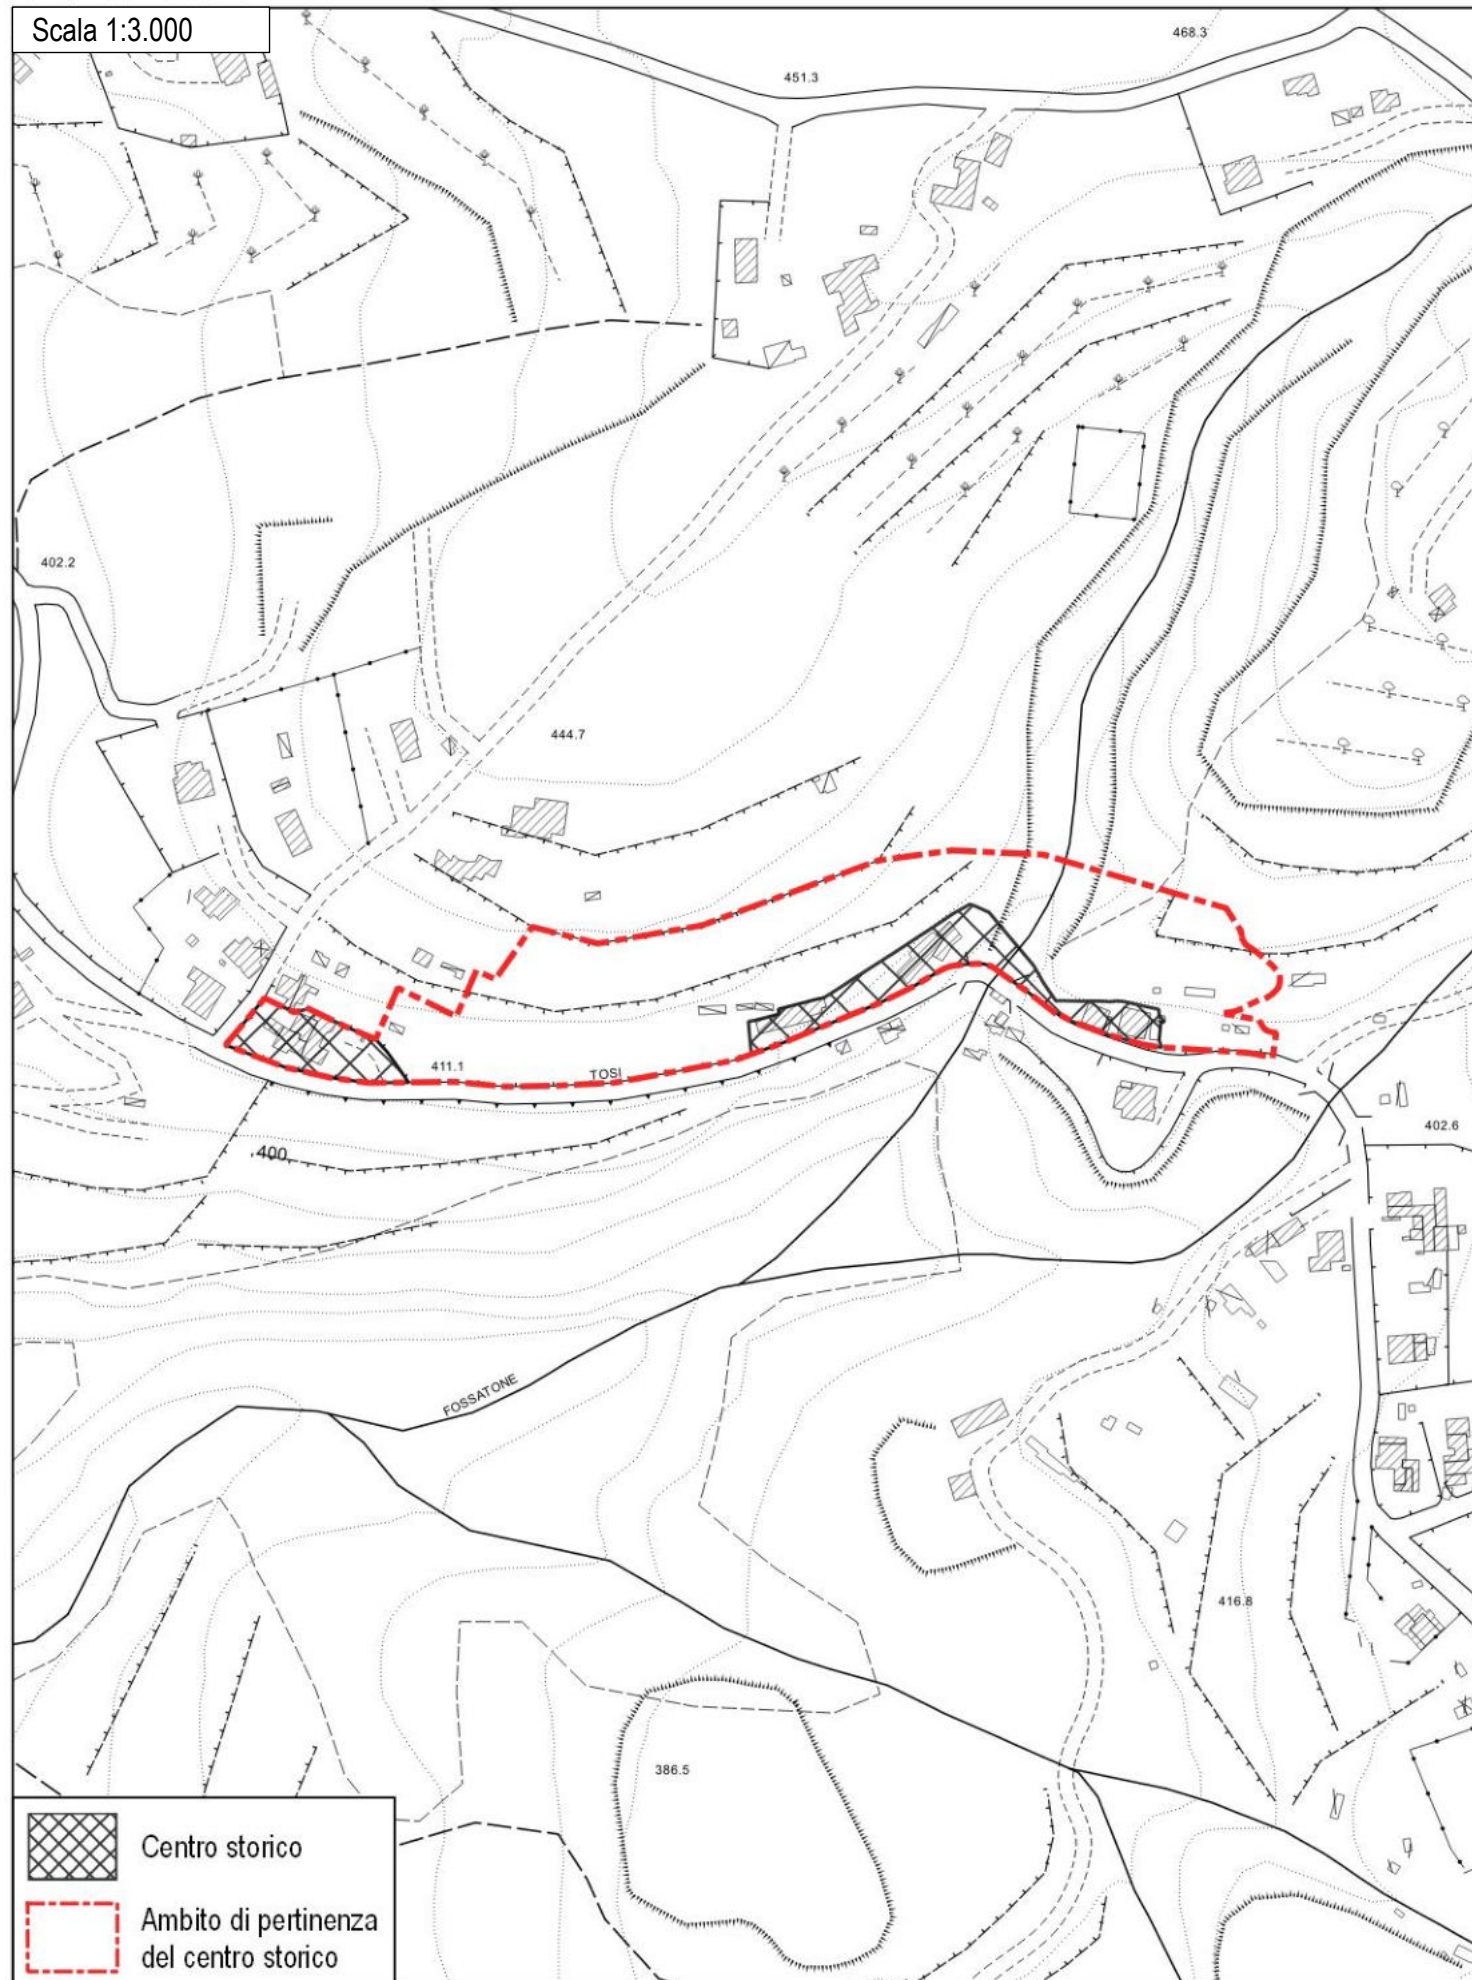 Scala 1:3.000
468.3
451.3
402.2
444.7
411.1
TOSI
402.6
400
FOSSATONE
416.8
386.5
Centro storico
Ambito di pertinenza
del centro storico